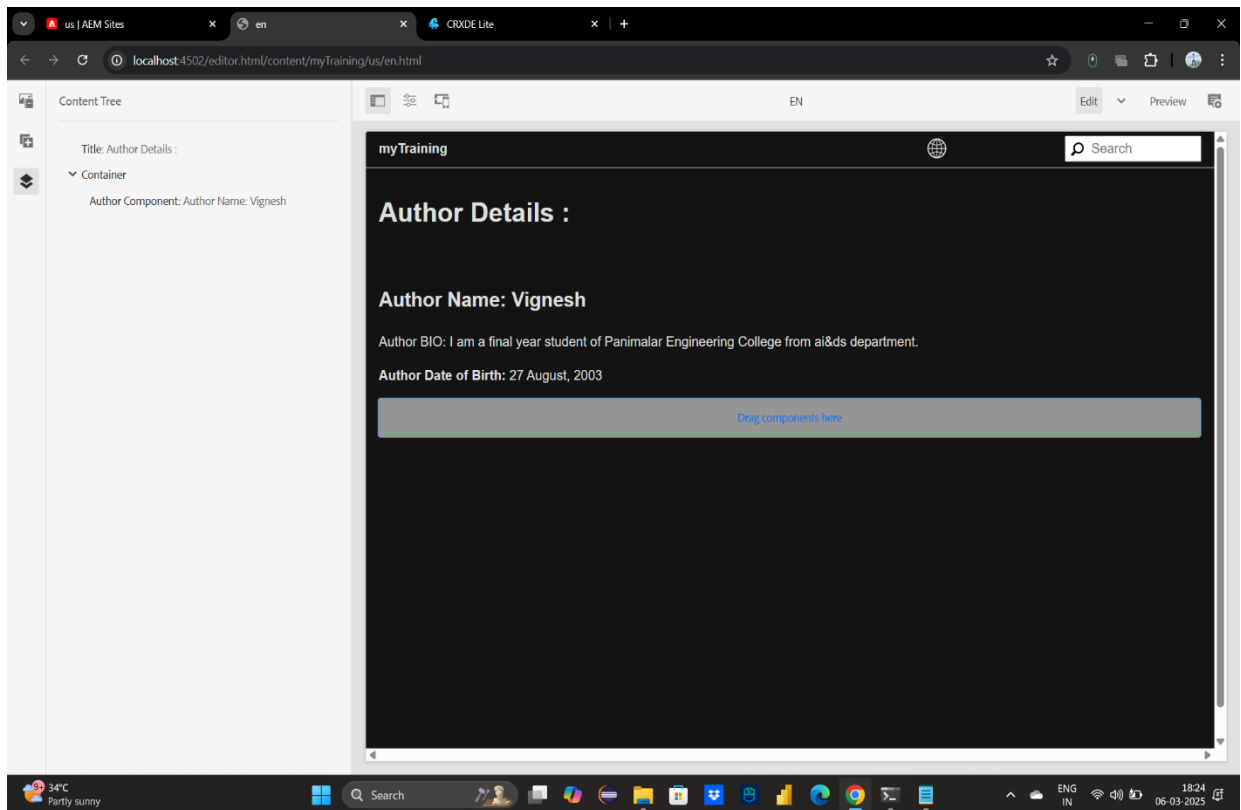 us | AEM Sites
en
CRXDE Lite
localhost:4502/editor.html/content/myTraining/us/en.html
Content Tree
EN
Edit
Preview
Title: Author Details :
Container
Author Component: Author Name: Vignesh
myTraining
Search
Author Details :
Author Name: Vignesh
Author BIO: I am a final year student of Panimalar Engineering College from ai&ds department.
Author Date of Birth: 27 August, 2003
Drag components here
9+
34°C
Partly sunny
Search
ENG
IN
18:24
06-03-2025